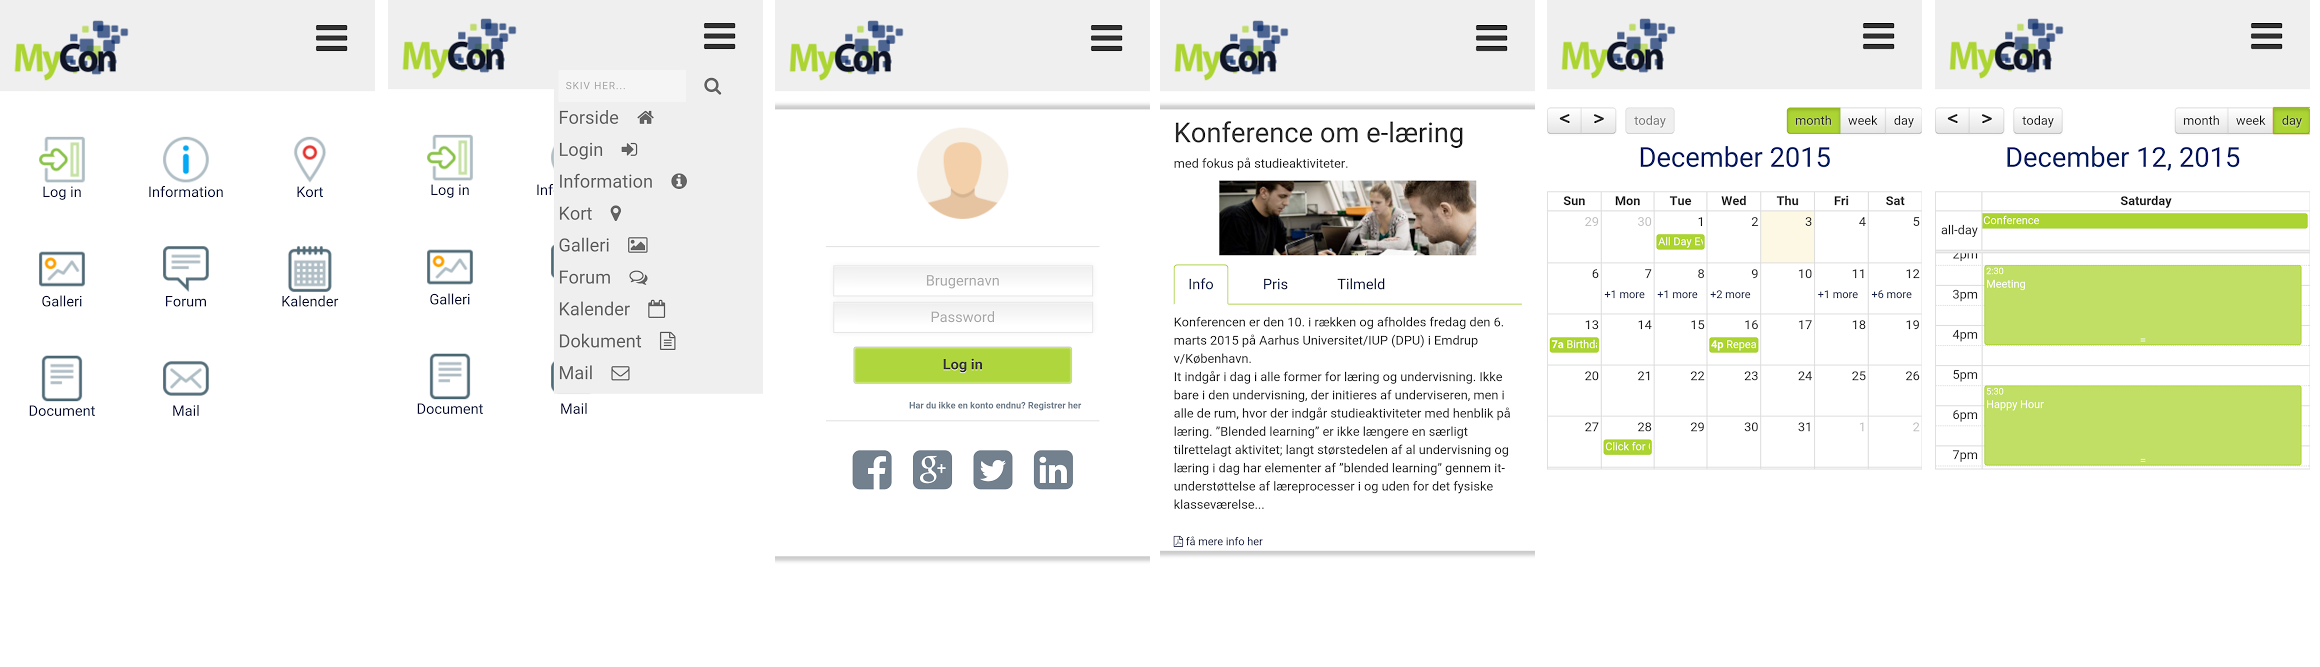 MyCon
Log in
Information
Kort
Galleri
Forum
Kalender
Document
Mail
MyCon
SKIV HER...
Forside
Login
Information
Kort
Galleri
Forum
Kalender
Dokument
Mail
Log in
Inf
Galleri
Document
Mail
MyCon
Brugernavn
Password
Log in
Har du ikke en konto endnu? Registrer her
MyCon
Konference om e-læring
med fokus på studieaktiviteter.
Info Pris Tilmeld
Konferencen er den 10. i rækken og afholdes fredag den 6.
marts 2015 på Aarhus Universitet/IUP (DPU) i Emdrup
v/København.
It indgår i dag i alle former for læring og undervisning. Ikke
bare i den undervisning, der initieres af underviseren, men i
alle de rum, hvor der indgår studieaktiviteter med henblik på
læring. ”Blended learning” er ikke længere en særligt
tilrettelagt aktivitet; langt størstedelen af al undervisning og
læring i dag har elementer af ”blended learning” gennem it-
understøttelse af læreprocesser i og uden for det fysiske
klasseværelse...
få mere info her
MyCon
< > today month week day
December 2015
Sun Mon Tue Wed Thu Fri Sat
29 30 1 2 3 4 5
All Day Ev
6 7 8 9 10 11 12
+1 more +1 more +2 more +1 more +6 more
13 14 15 16 17 18 19
7a Birthda 4p Repea
20 21 22 23 24 25 26
27 28 29 30 31 1 2
Click for
MyCon
< > today month week day
December 12, 2015
Saturday
all-day Conference
2pm
2:30
Meeting
3pm
4pm
5pm
5:30
Happy Hour
6pm
7pm